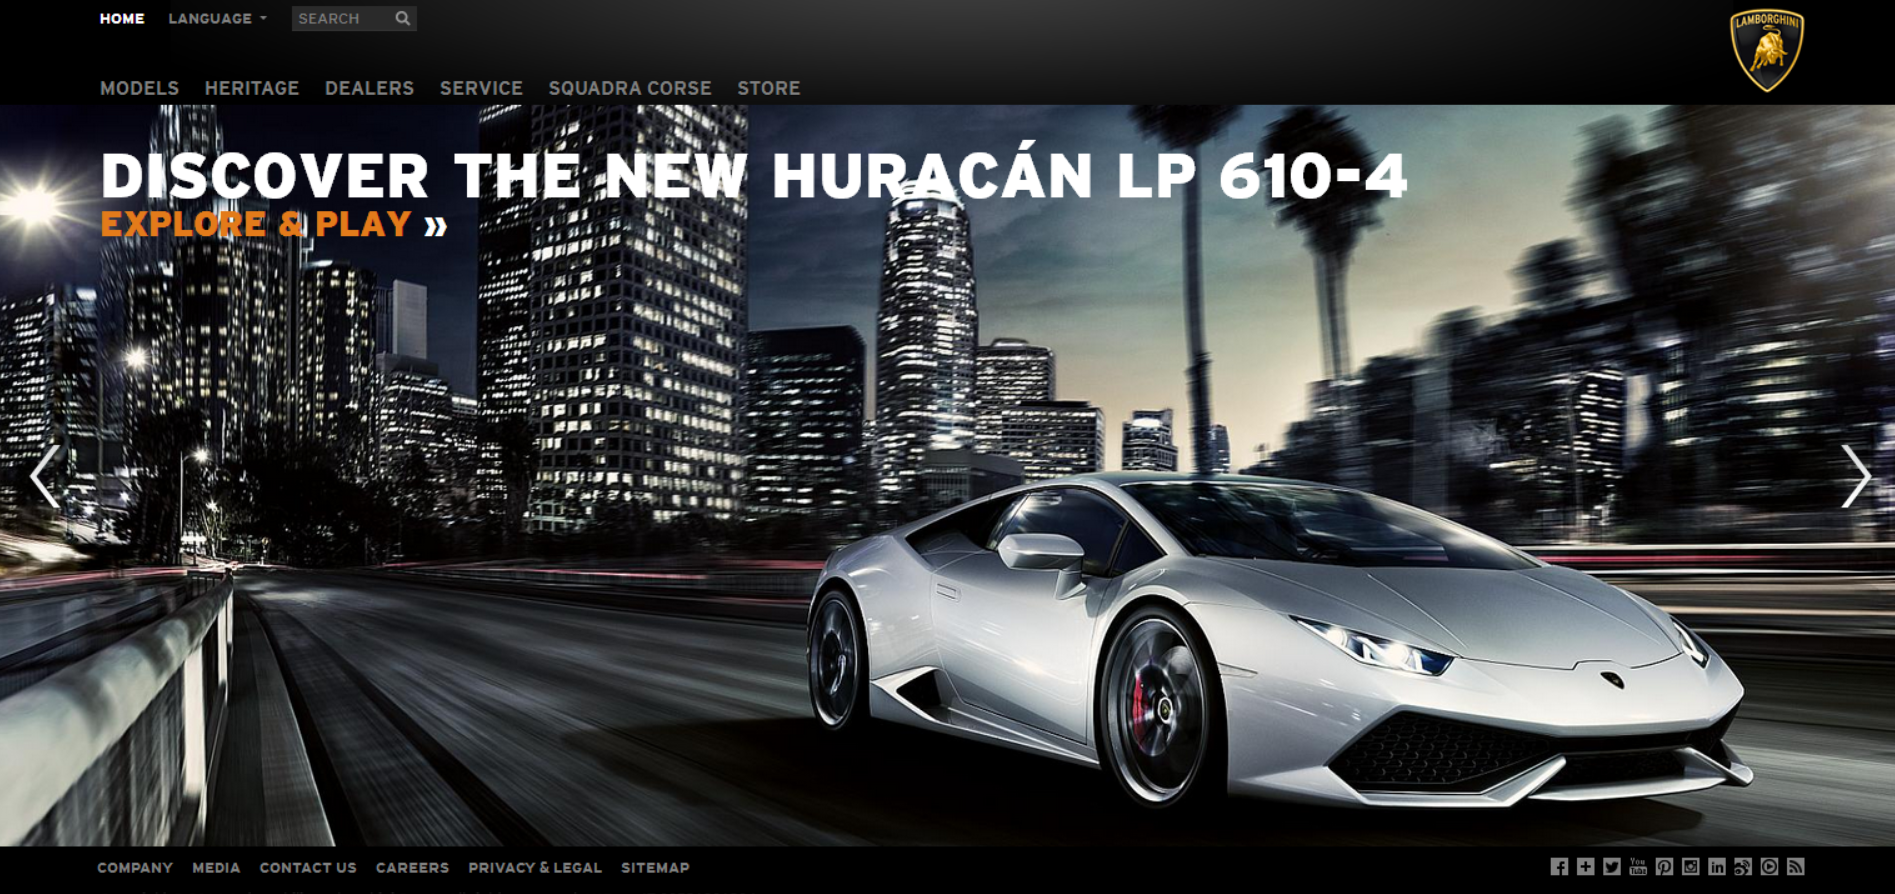 HOME LANGUAGE SEARCH
LAMBORGHINI
MODELS HERITAGE DEALERS SERVICE SQUADRA CORSE STORE
DISCOVER THE NEW HURACÁN LP 610-4
EXPLORE & PLAY »
COMPANY MEDIA CONTACT US CAREERS PRIVACY & LEGAL SITEMAP
You
Tube